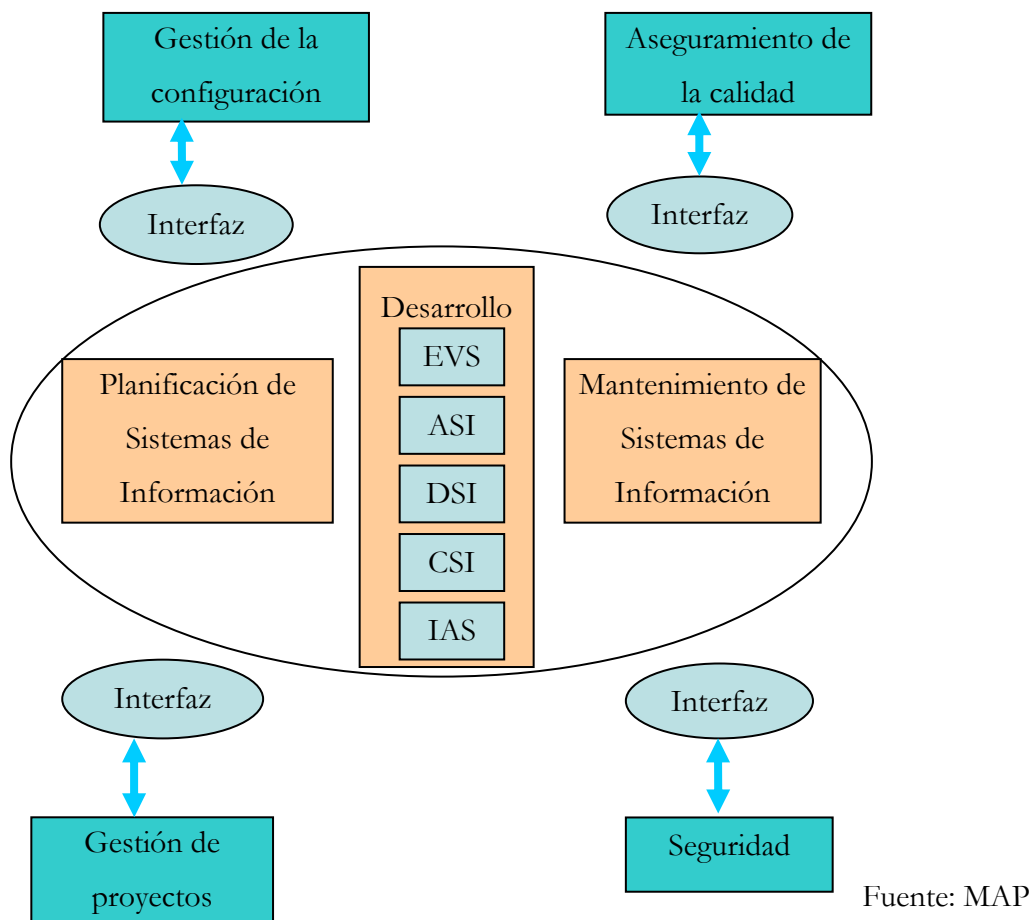 Gestión de la
configuración
Aseguramiento de
la calidad
Interfaz
Interfaz
Desarrollo
EVS
ASI
DSI
CSI
IAS
Planificación de
Sistemas de
Información
Mantenimiento de
Sistemas de
Información
Interfaz
Interfaz
Gestión de
proyectos
Seguridad
Fuente: MAP